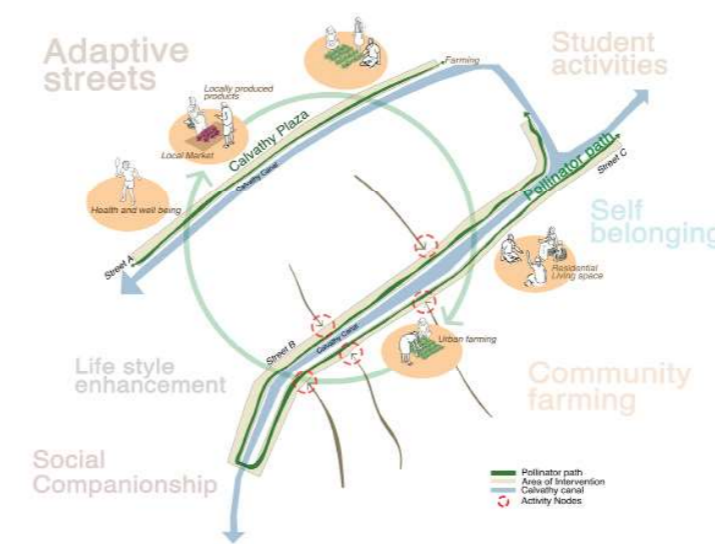 Adaptive
streets
Student
activities
Farming
Locally produced
products
Local Market
Calvathy Plaza
Calvathy Canal
Health and well being
Street A
Pollinator path
Street C
Self
belonging
Residential
Living space
Urban farming
Street B
Calvathy Canal
Life style
enhancement
Community
farming
Social
Companionship
Pollinator path
Area of Intervention
Calvathy canal
Activity Nodes